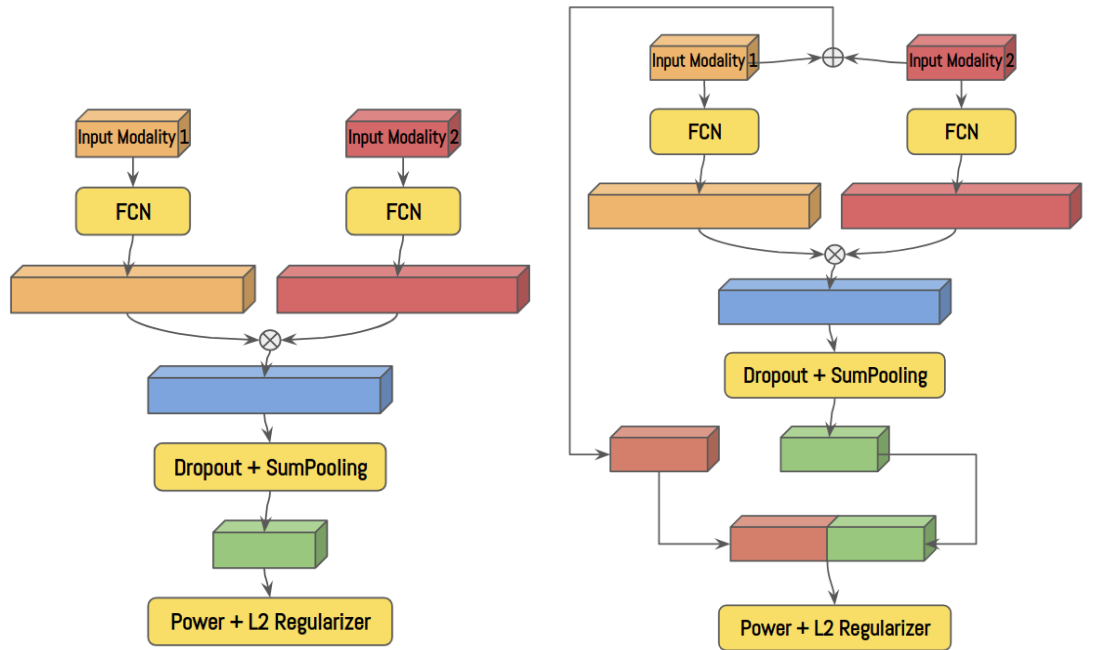 Input Modality 1
Input Modality 2
FCN
FCN
Dropout + SumPooling
Power + L2 Regularizer
Input Modality 1
Input Modality 2
FCN
FCN
Dropout + SumPooling
Power + L2 Regularizer